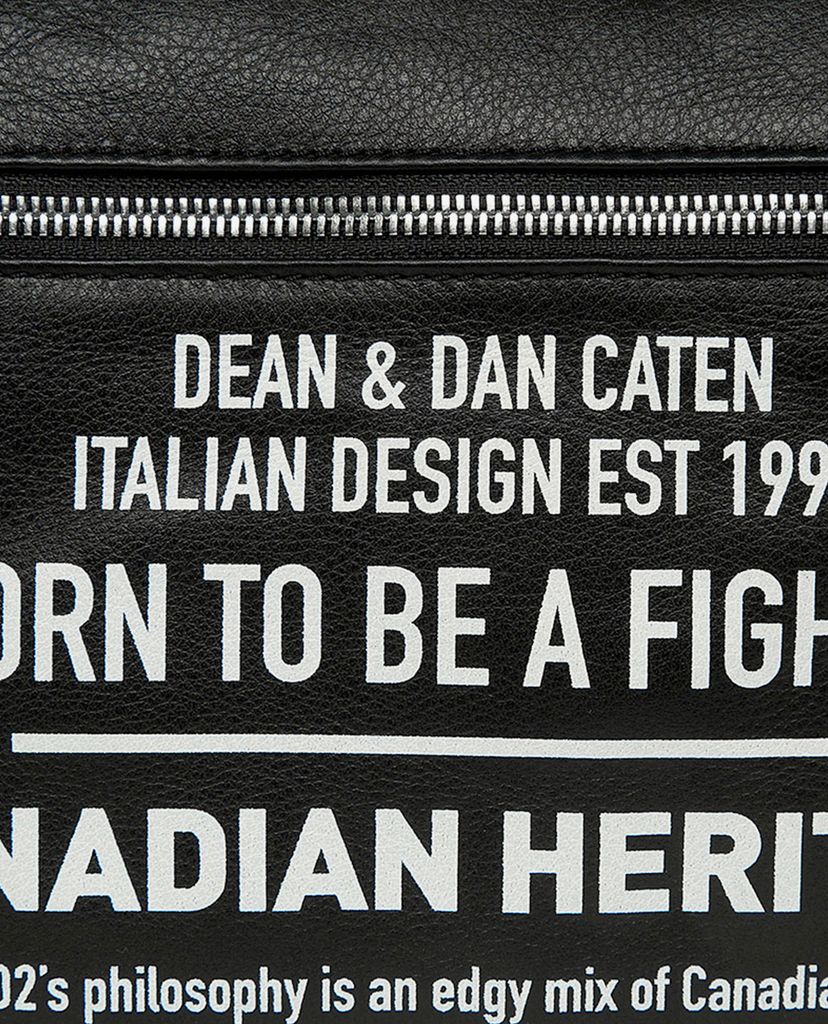 DEAN & DAN CATEN
ITALIAN DESIGN EST 199
ORN TO BE A FIGH
NADIAN HERIT
02's philosophy is an edgy mix of Canadia